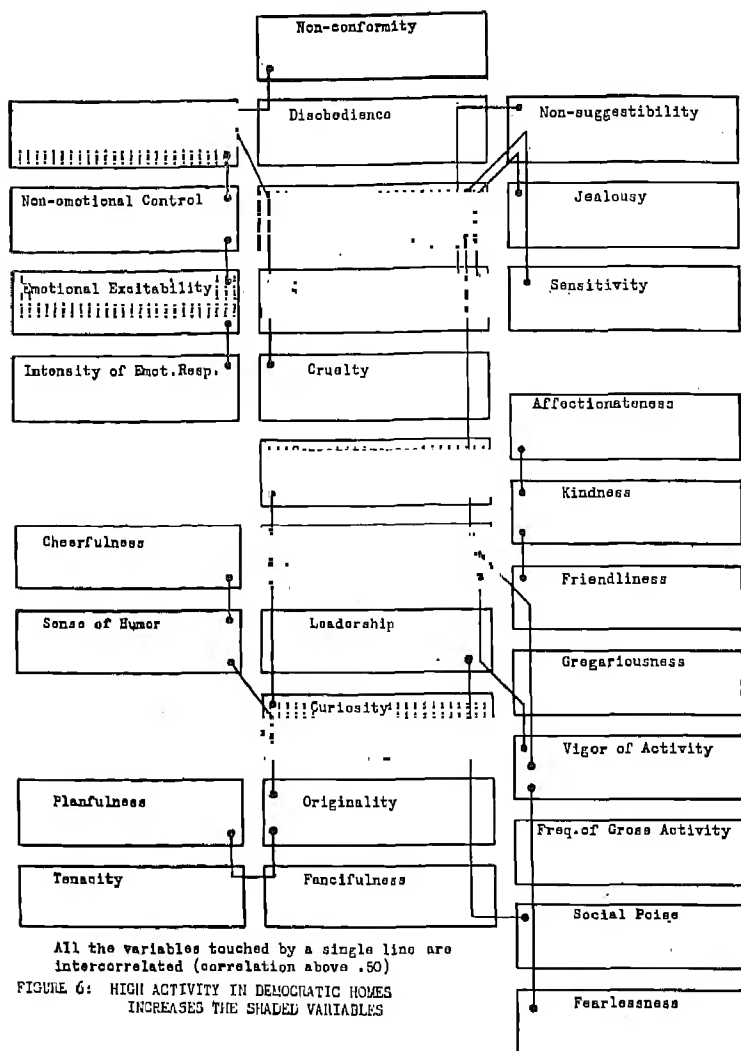 Non-conformity
Disobedience
Non-suggestibility
Non-emotional Control
Jealousy
Emotional Excitability
Sensitivity
Intensity of Emot.Resp.
Cruelty
Affectionateness
Kindness
Cheerfulness
Friendliness
Sense of Humor
Leadership
Gregariousness
Curiosity
Vigor of Activity
Planfulness
Originality
Freq.of Gross Activity
Tenacity
Fancifulness
Social Poise
All the variables touched by a single line are
intercorrelated (correlation above .50)
FIGURE 6: HIGH ACTIVITY IN DEMOCRATIC HOMES
INCREASES THE SHADED VARIABLES
Fearlessness